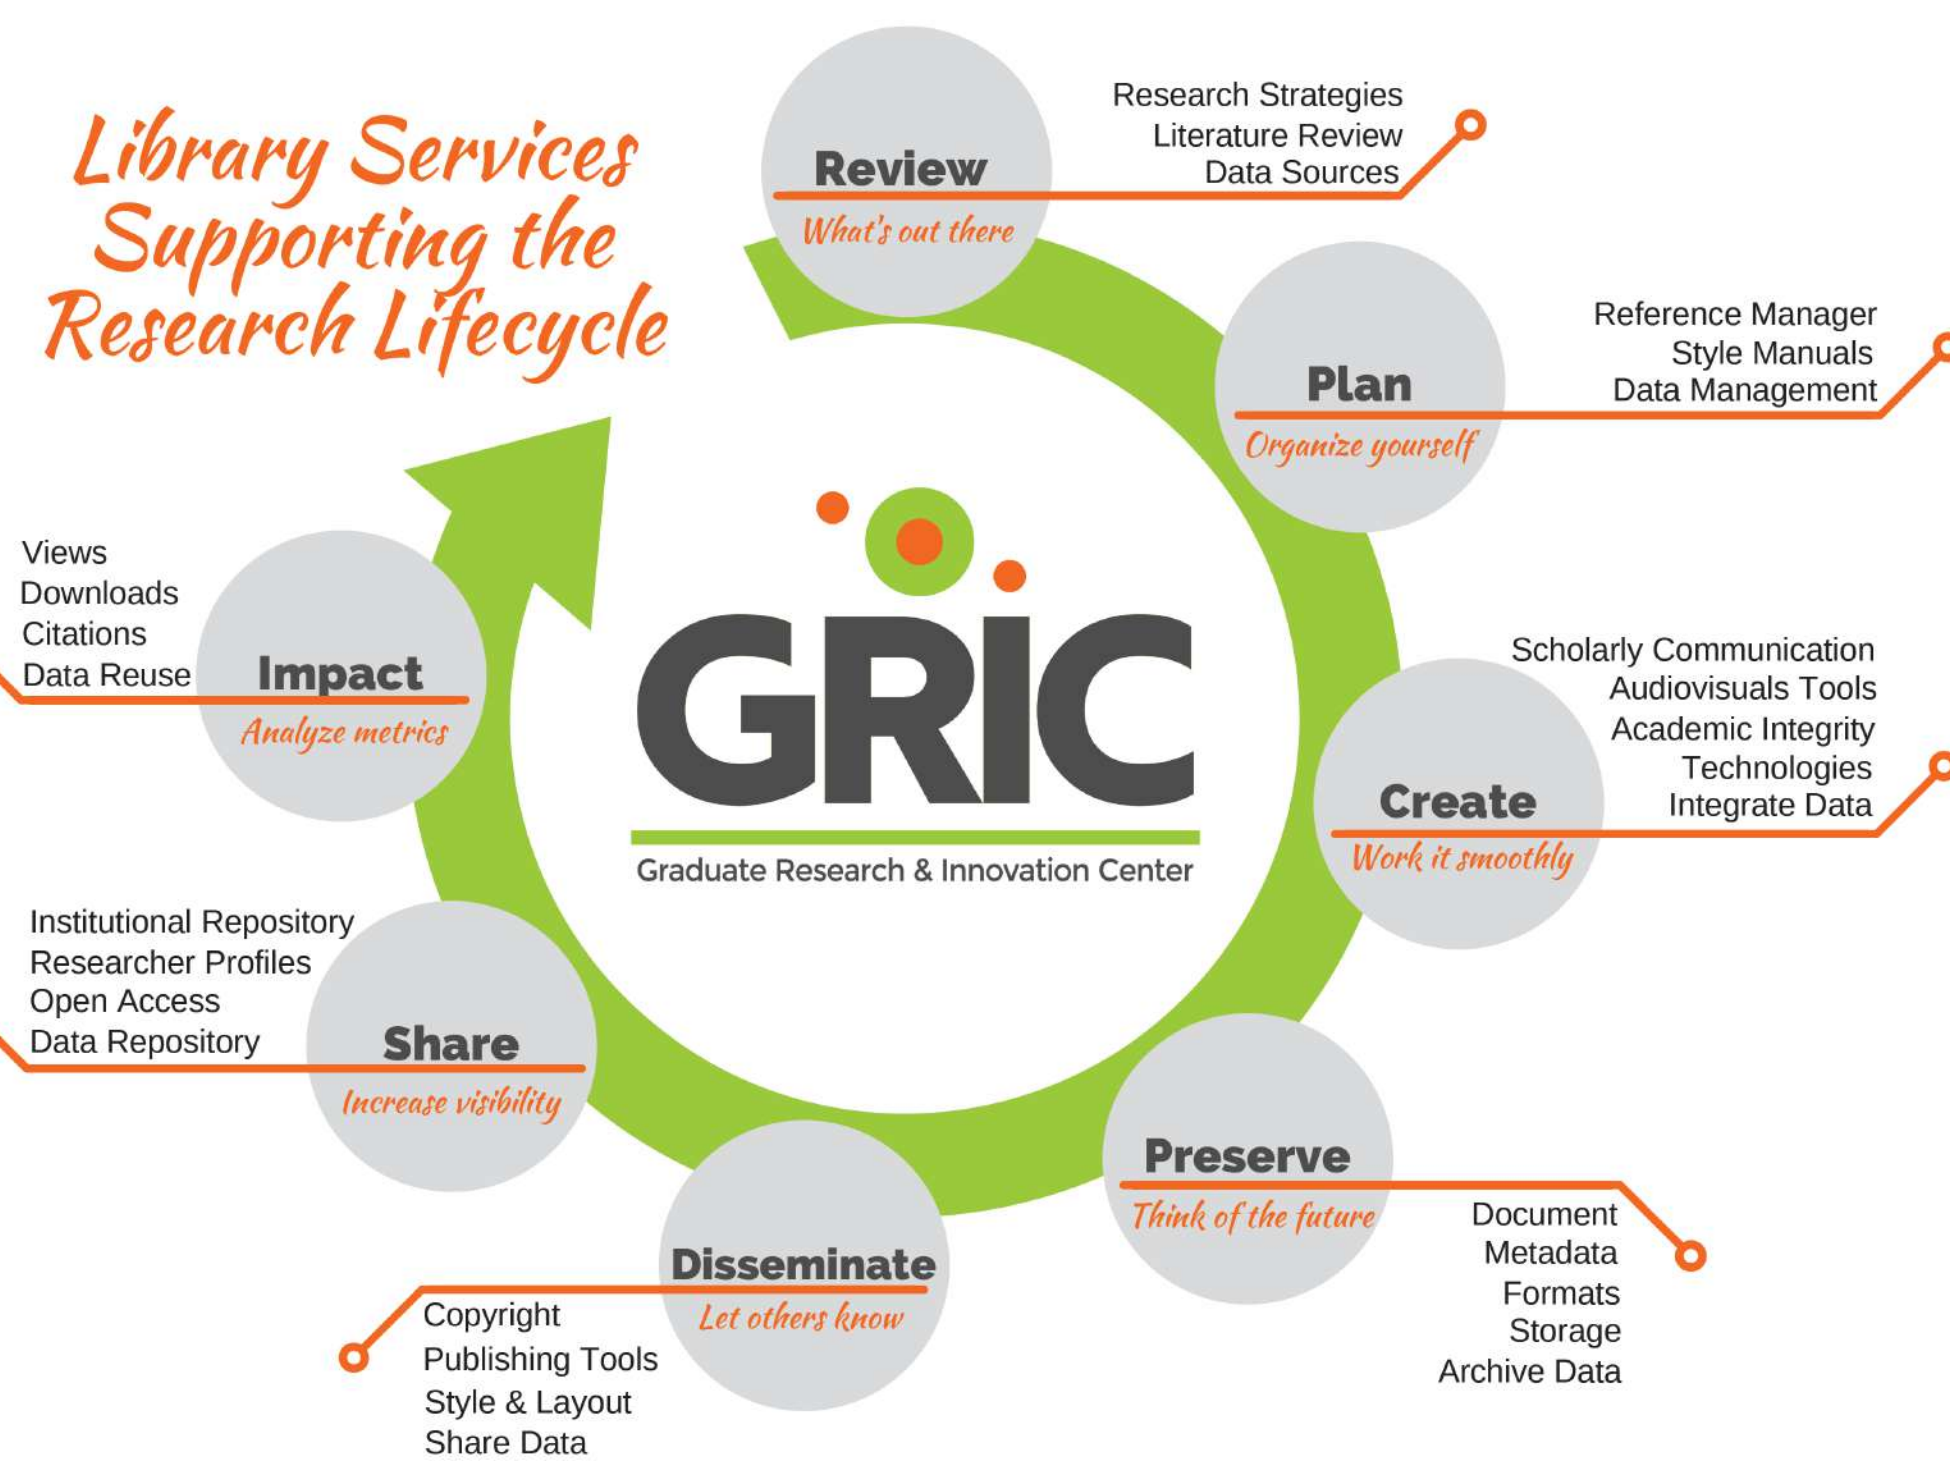 Library Services
Supporting the
Research Lifecycle
Review
What's out there
Research Strategies
Literature Review
Data Sources
Plan
Organize yourself
Reference Manager
Style Manuals
Data Management
Create
Work it smoothly
Scholarly Communication
Audiovisuals Tools
Academic Integrity
Technologies
Integrate Data
Preserve
Think of the future
Document
Metadata
Formats
Storage
Archive Data
Disseminate
Let others know
Copyright
Publishing Tools
Style & Layout
Share Data
Share
Increase visibility
Institutional Repository
Researcher Profiles
Open Access
Data Repository
Impact
Analyze metrics
Views
Downloads
Citations
Data Reuse
GRIC
Graduate Research & Innovation Center